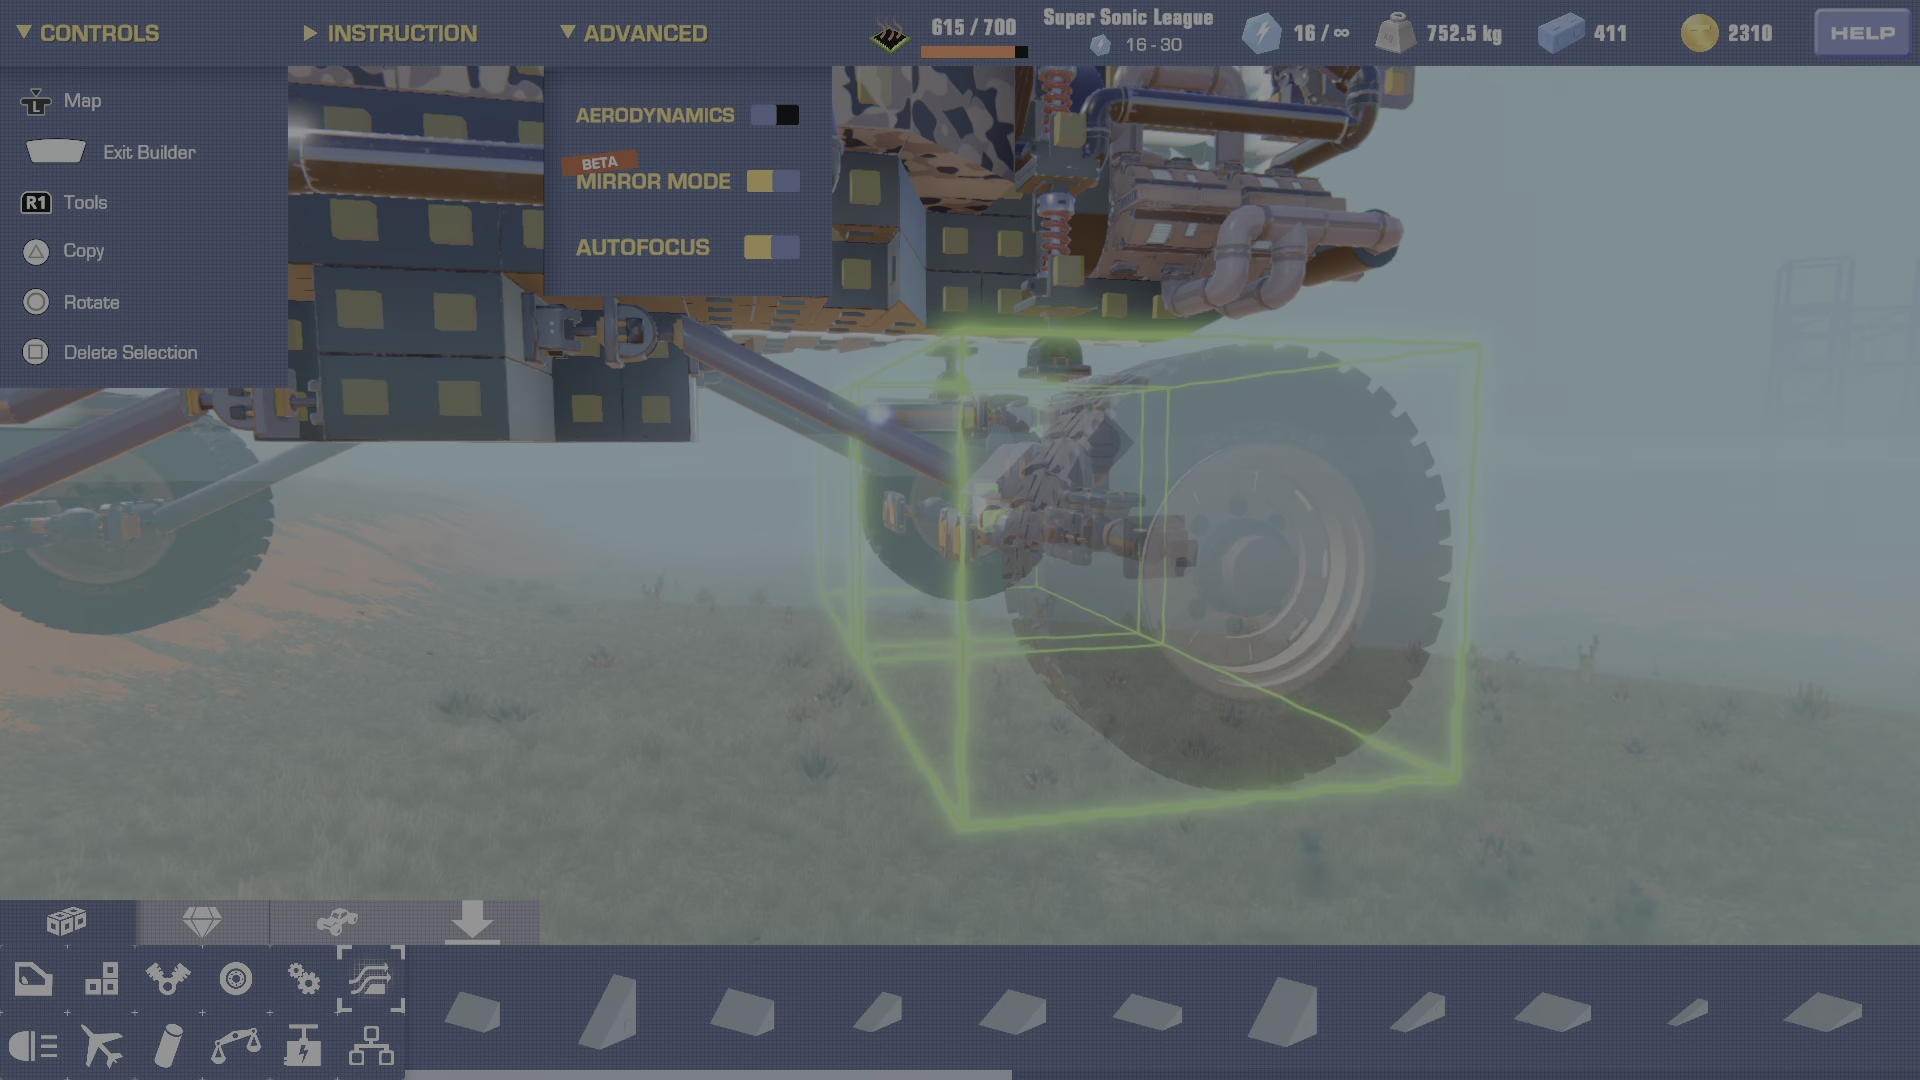 CONTROLS
INSTRUCTION
ADVANCED
615 / 700
Super Sonic League
16 - 30
16 / ∞
752.5 kg
411
2310
HELP
L
Map
Exit Builder
R1
Tools
Copy
Rotate
Delete Selection
AERODYNAMICS
BETA
MIRROR MODE
AUTOFOCUS